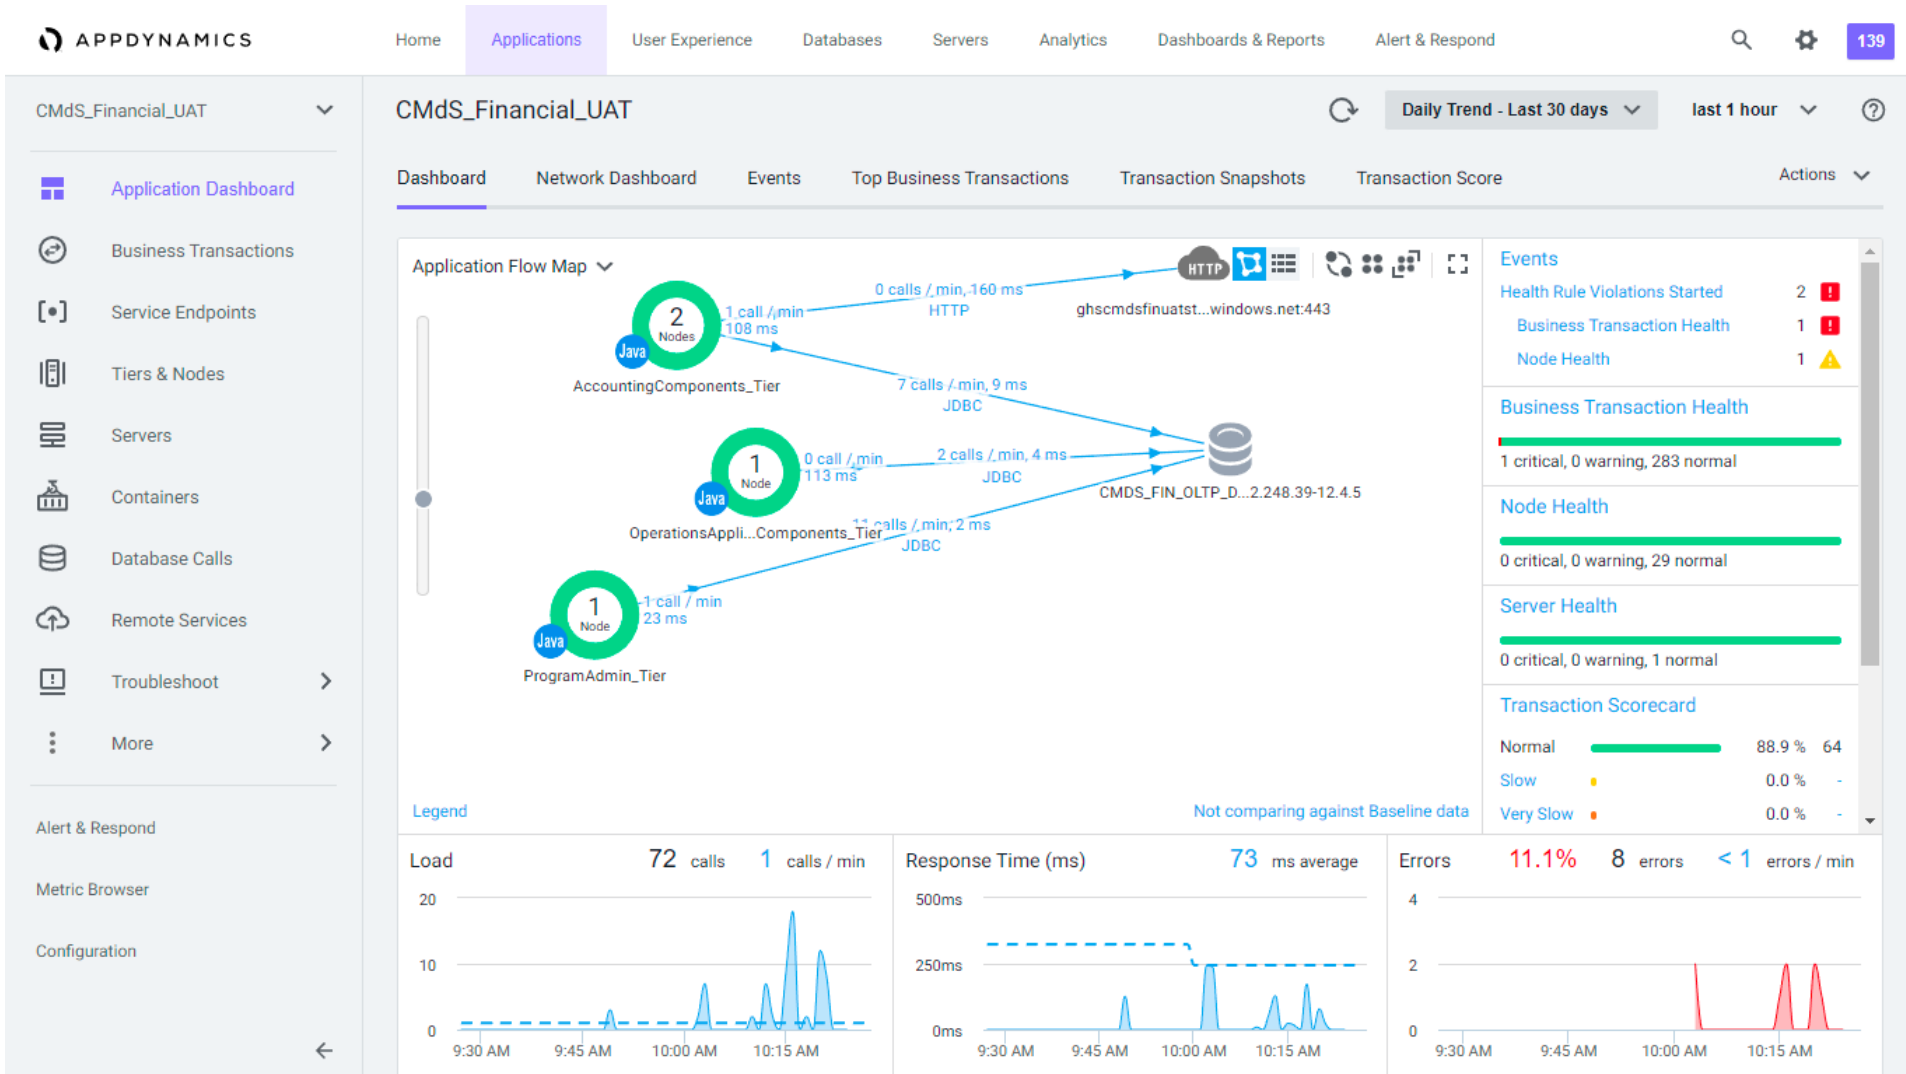 APPDYNAMICS
Home
Applications
User Experience
Databases
Servers
Analytics
Dashboards & Reports
Alert & Respond
139
CMdS_Financial_UAT
Application Dashboard
Business Transactions
Service Endpoints
Tiers & Nodes
Servers
Containers
Database Calls
Remote Services
Troubleshoot
More
Alert & Respond
Metric Browser
Configuration
CMdS_Financial_UAT
Daily Trend - Last 30 days
last 1 hour
Dashboard
Network Dashboard
Events
Top Business Transactions
Transaction Snapshots
Transaction Score
Actions
Application Flow Map
HTTP
2
Nodes
Java
AccountingComponents_Tier
1 call / min
108 ms
0 calls / min, 160 ms
HTTP
ghscmdsfinuatst...windows.net:443
7 calls / min, 9 ms
JDBC
1
Node
Java
OperationsAppli...Components_Tier
0 call / min
113 ms
2 calls / min, 4 ms
JDBC
CMDS_FIN_OLTP_D...2.248.39-12.4.5
11 calls / min, 2 ms
JDBC
1
Node
Java
ProgramAdmin_Tier
1 call / min
23 ms
Legend
Not comparing against Baseline data
Events
Health Rule Violations Started 2
Business Transaction Health 1
Node Health 1
Business Transaction Health
1 critical, 0 warning, 283 normal
Node Health
0 critical, 0 warning, 29 normal
Server Health
0 critical, 0 warning, 1 normal
Transaction Scorecard
Normal 88.9 % 64
Slow 0.0 % -
Very Slow 0.0 % -
Load 72 calls 1 calls / min
20
10
0
9:30 AM 9:45 AM 10:00 AM 10:15 AM
Response Time (ms) 73 ms average
500ms
250ms
0ms
9:30 AM 9:45 AM 10:00 AM 10:15 AM
Errors 11.1% 8 errors < 1 errors / min
4
2
0
9:30 AM 9:45 AM 10:00 AM 10:15 AM